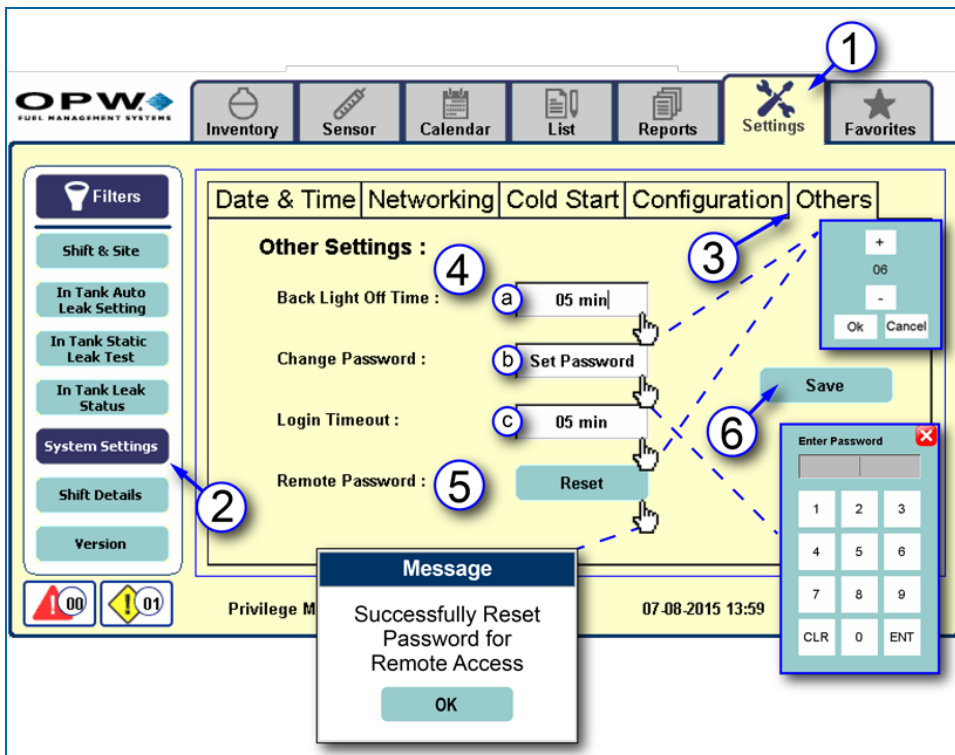 1
OPW
FUEL MANAGEMENT SYSTEMS
Inventory
Sensor
Calendar
List
Reports
Settings
Favorites
Filters
Shift & Site
In Tank Auto
Leak Setting
In Tank Static
Leak Test
In Tank Leak
Status
System Settings
2
Shift Details
Version
00
01
Date & Time
Networking
Cold Start
Configuration
Others
3
Other Settings :
4
Back Light Off Time :
a
05 min
Change Password :
b
Set Password
Login Timeout :
c
05 min
Remote Password :
5
Reset
+
06
-
Ok
Cancel
Save
6
Enter Password
1 2 3
4 5 6
7 8 9
CLR 0 ENT
Message
Successfully Reset
Password for
Remote Access
OK
Privilege M
07-08-2015 13:59